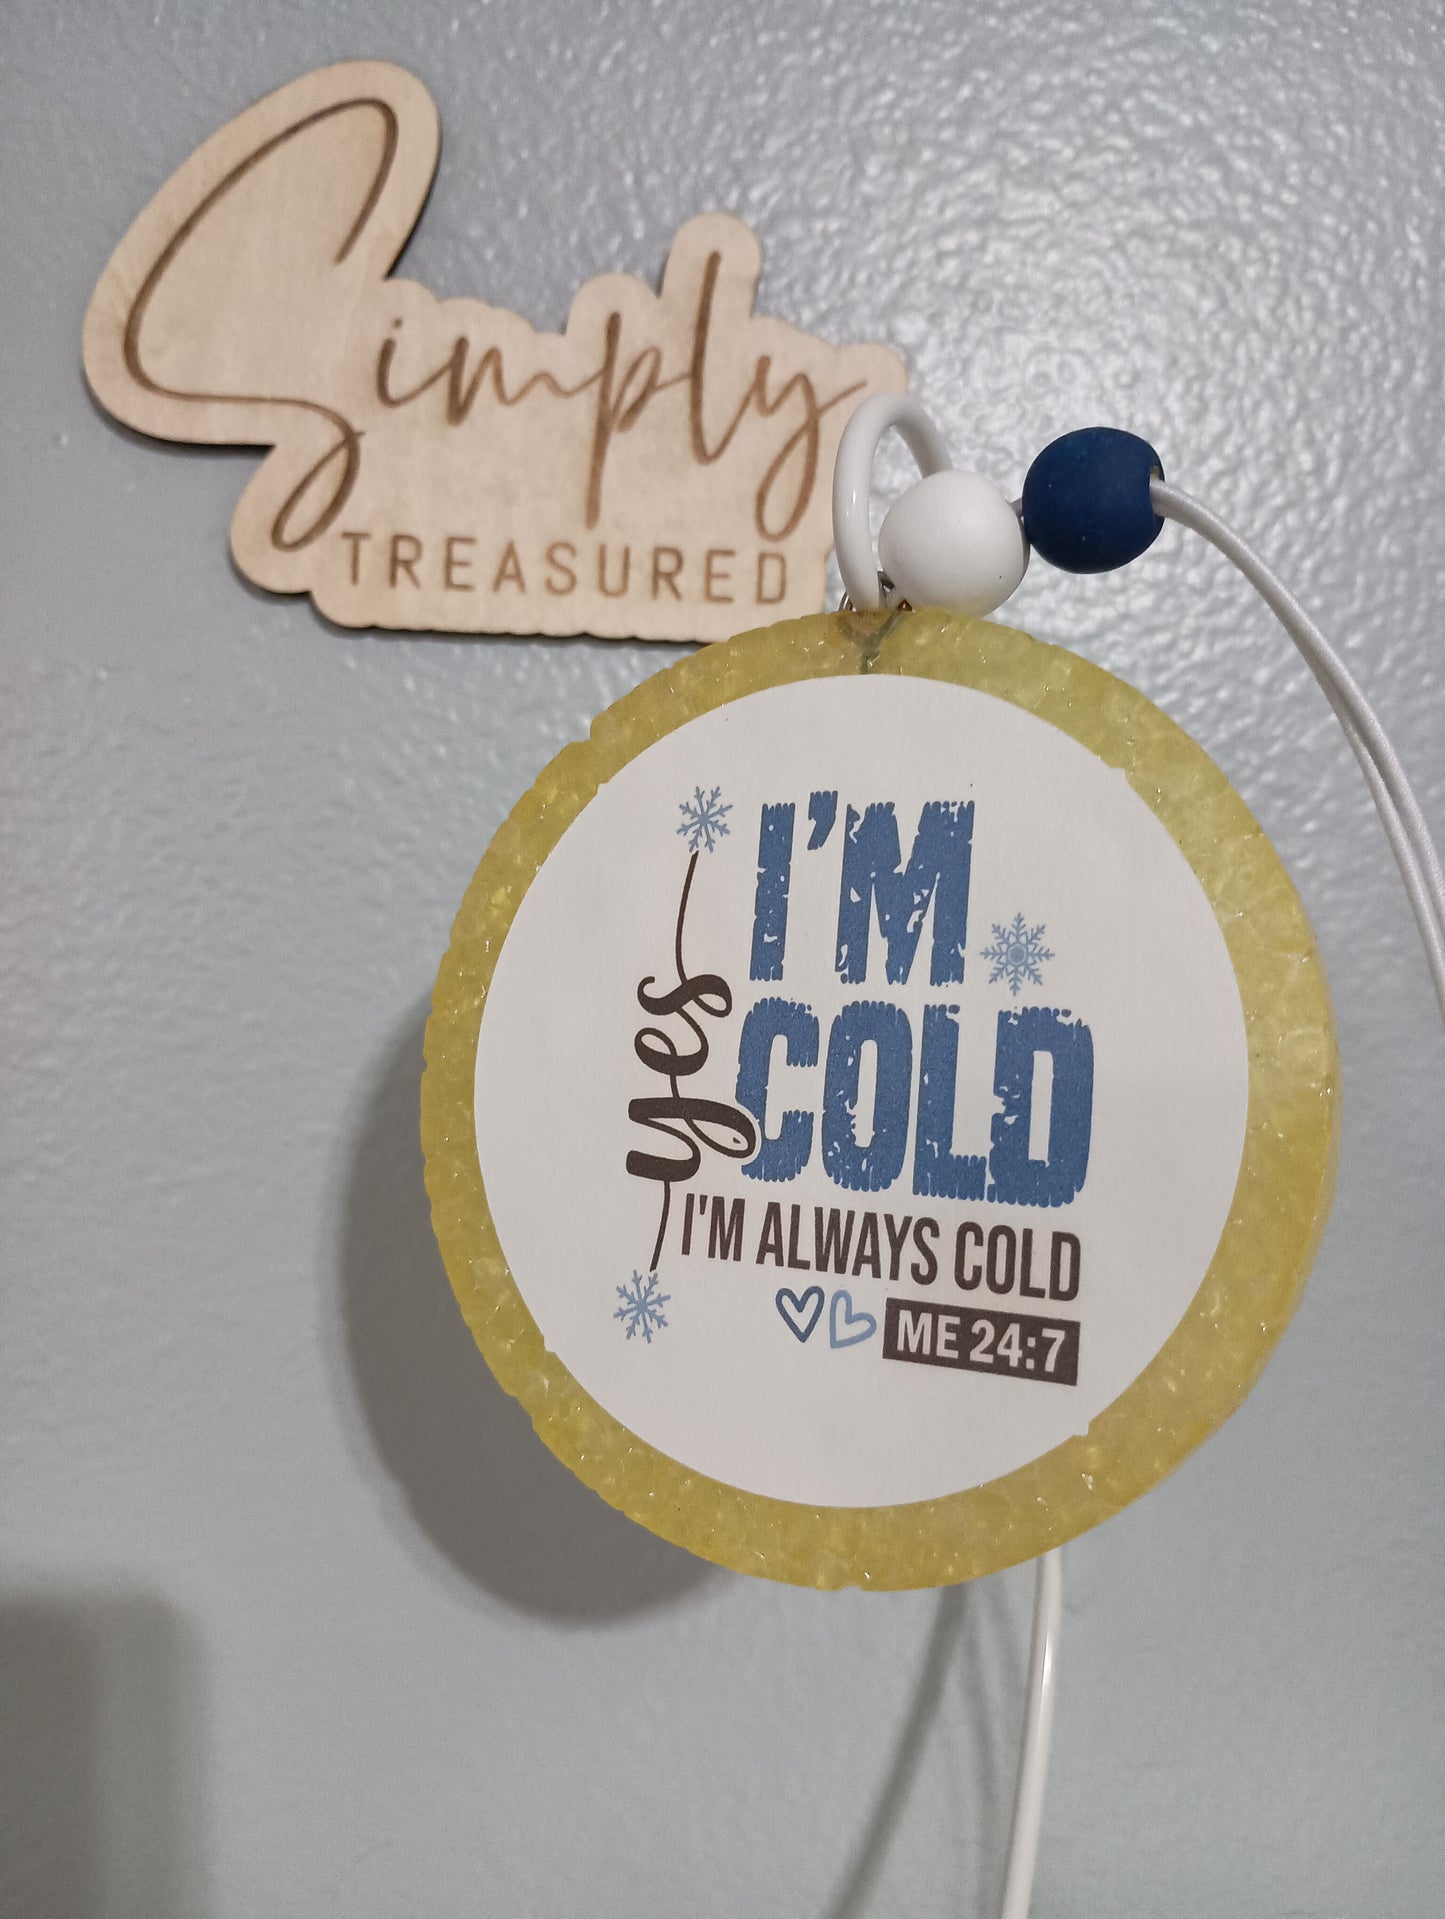 Simply
TREASURED
yes
I'M
COLD
I'M ALWAYS COLD
ME 24:7